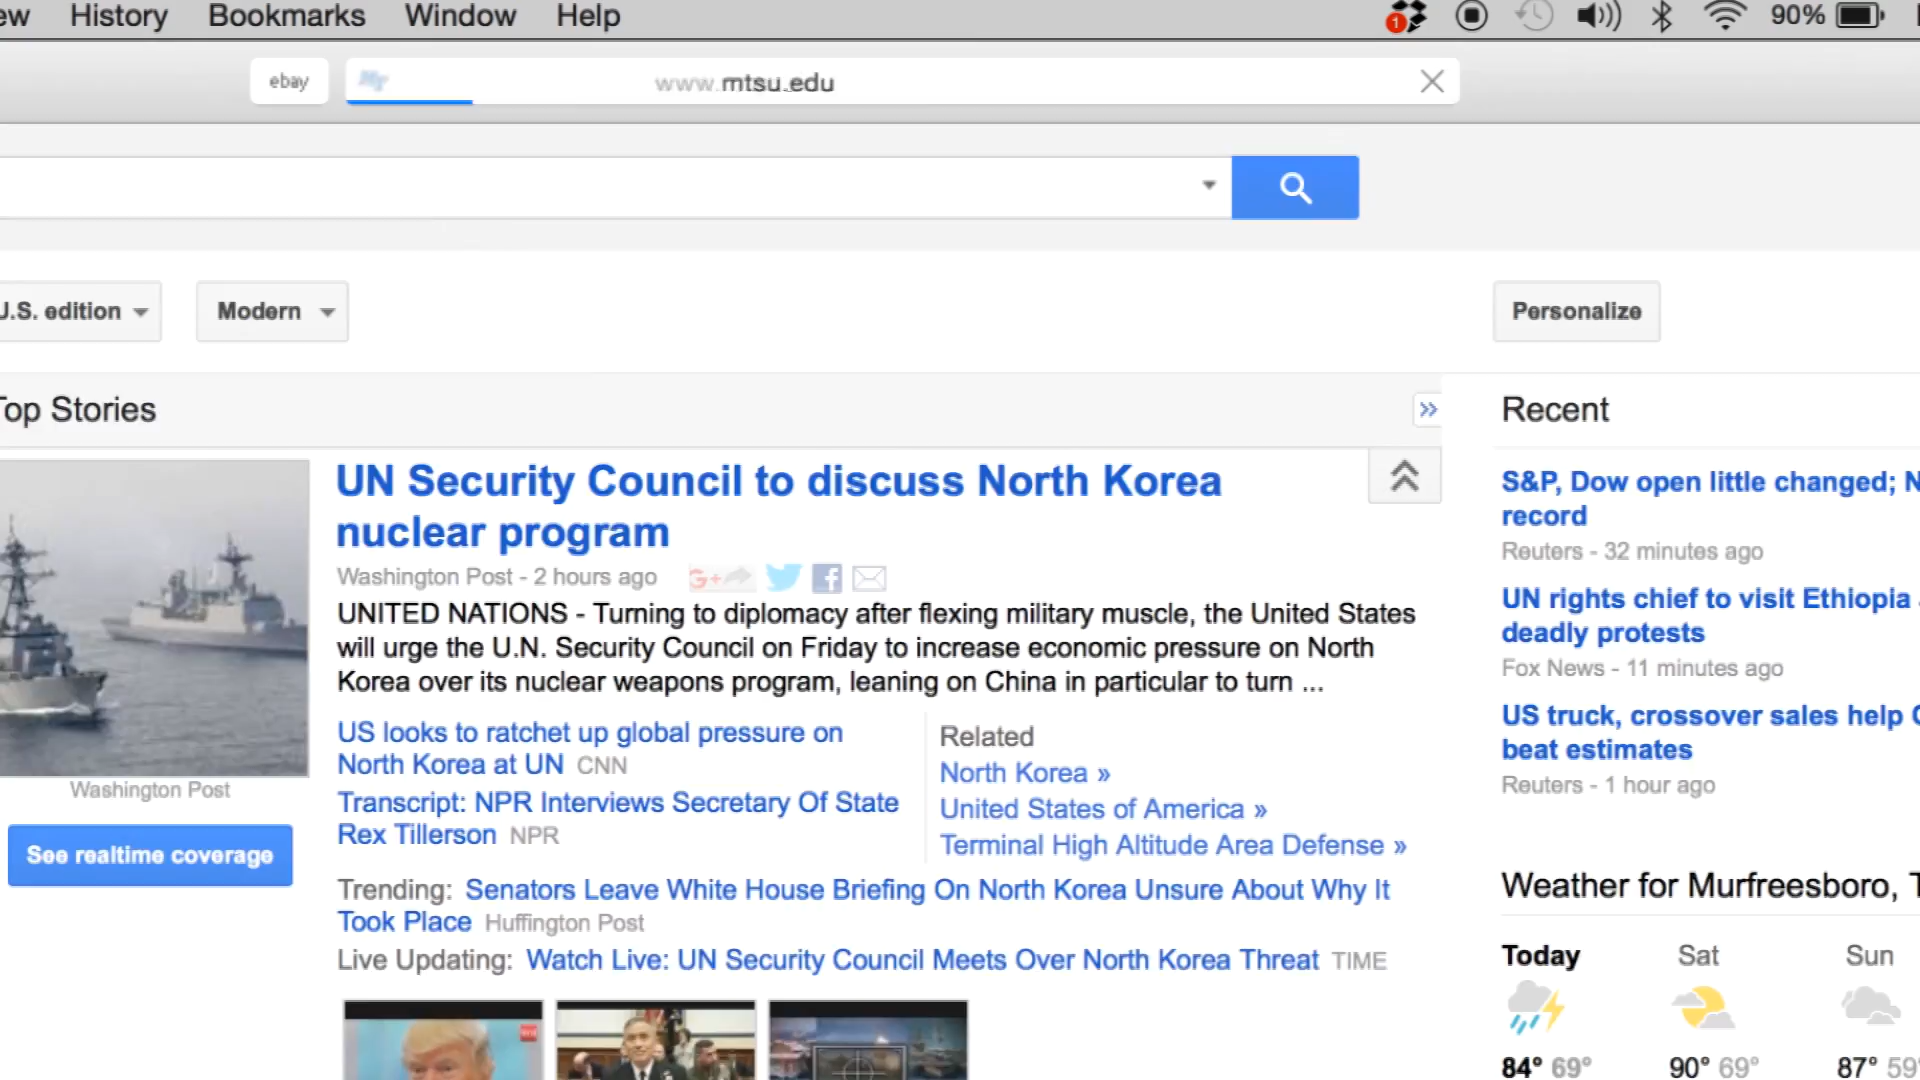 History Bookmarks Window Help 1 90%
ebay www.mtsu.edu
U.S. edition Modern Personalize
Top Stories Recent
UN Security Council to discuss North Korea
nuclear program
Washington Post - 2 hours ago G+
UNITED NATIONS - Turning to diplomacy after flexing military muscle, the United States
will urge the U.N. Security Council on Friday to increase economic pressure on North
Korea over its nuclear weapons program, leaning on China in particular to turn ...
US looks to ratchet up global pressure on
North Korea at UN CNN
Transcript: NPR Interviews Secretary Of State
Rex Tillerson NPR
Related
North Korea »
United States of America »
Terminal High Altitude Area Defense »
Washington Post
See realtime coverage
Trending: Senators Leave White House Briefing On North Korea Unsure About Why It
Took Place Huffington Post
Live Updating: Watch Live: UN Security Council Meets Over North Korea Threat TIME
S&P, Dow open little changed;
record
Reuters - 32 minutes ago
UN rights chief to visit Ethiopia
deadly protests
Fox News - 11 minutes ago
US truck, crossover sales help
beat estimates
Reuters - 1 hour ago
Weather for Murfreesboro,
Today Sat Sun
84° 69° 90° 69° 87° 59°